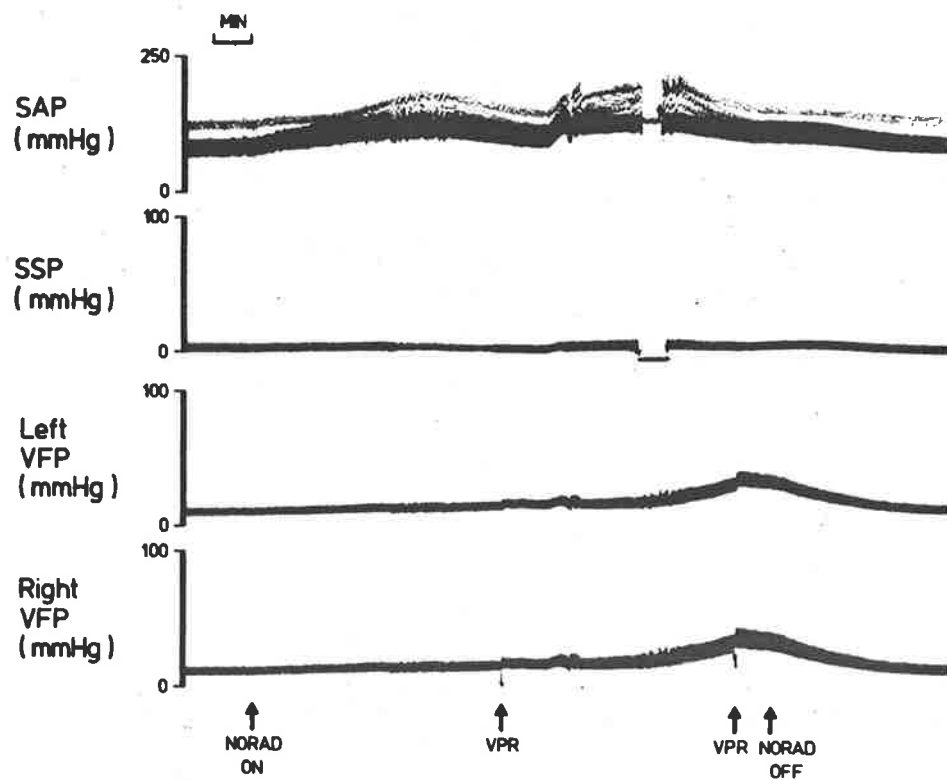 MIN
250
SAP
(mmHg)
0
100
SSP
(mmHg)
0
100
Left
VFP
(mmHg)
0
100
Right
VFP
(mmHg)
0
NORAD
ON
VPR
VPR
NORAD
OFF